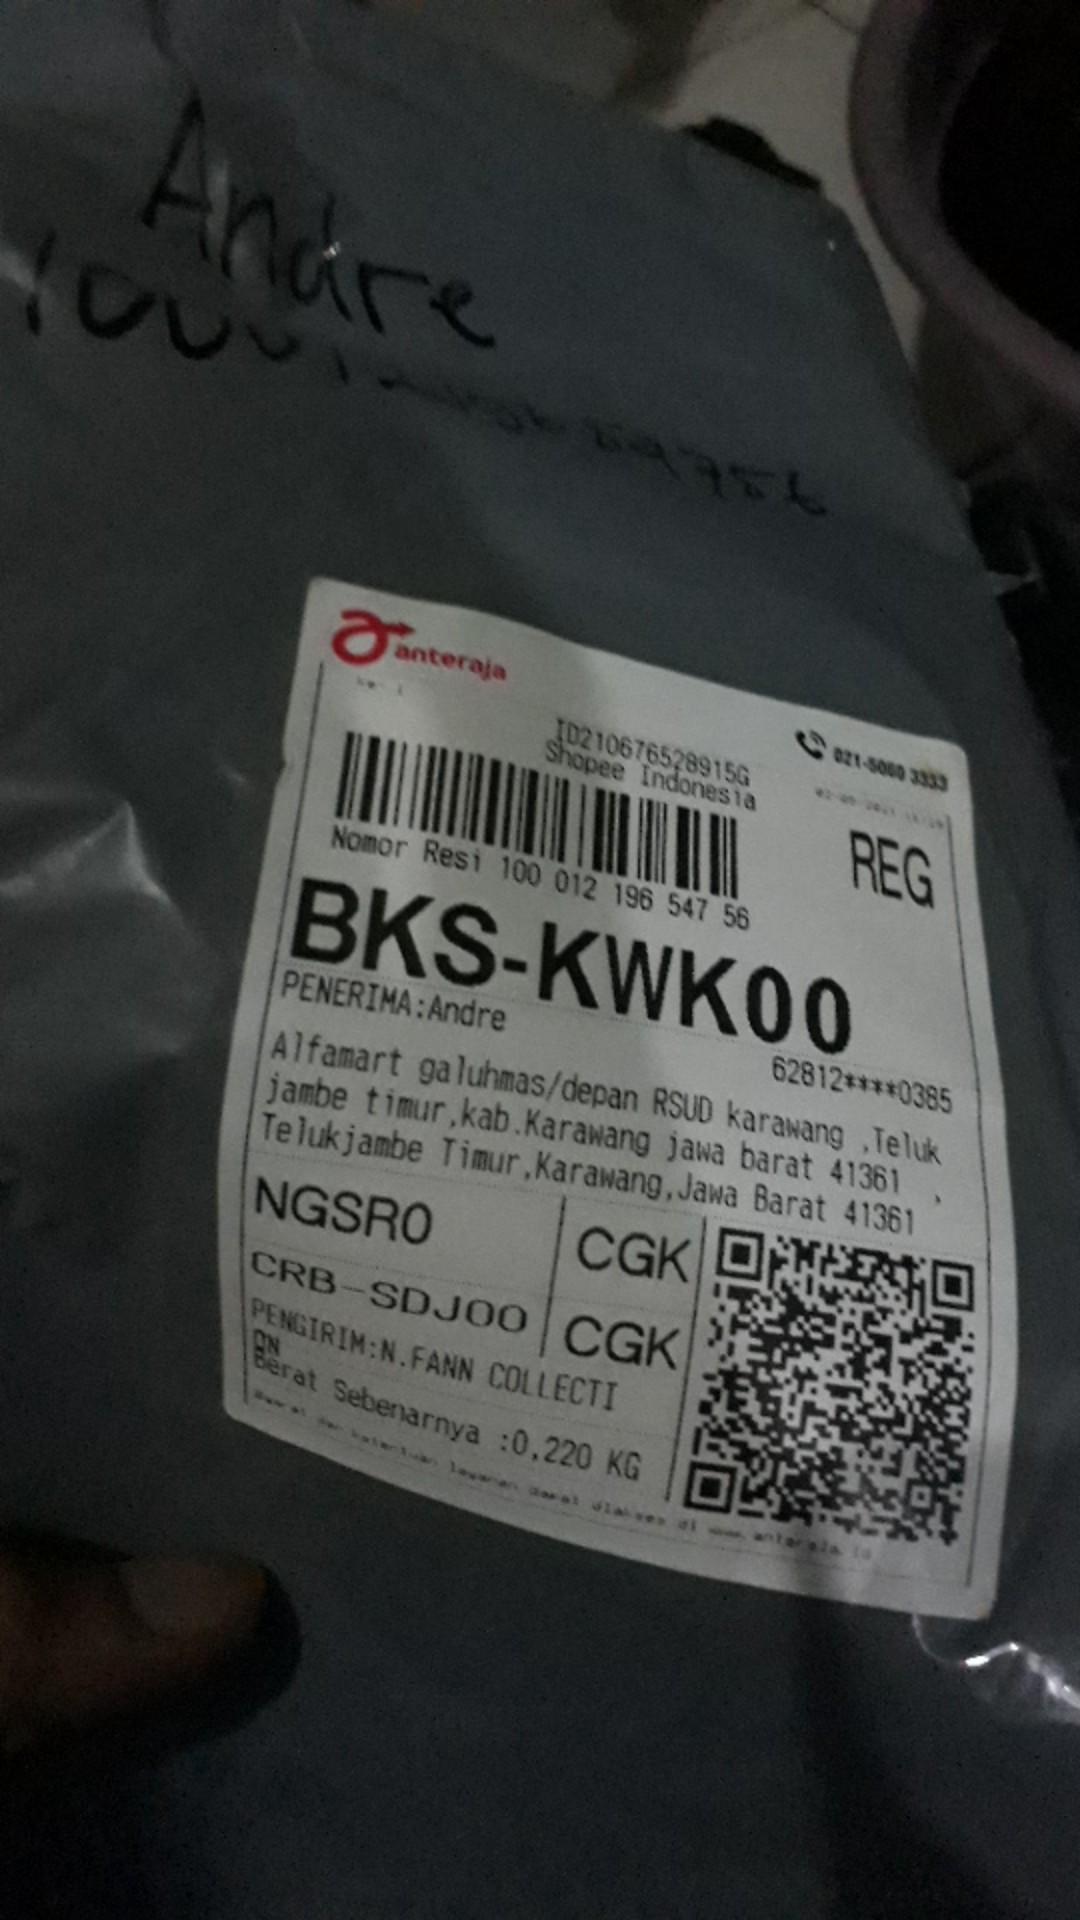 Andre
anteraja
ID210676528915G
Shopee Indonesia
021-5060 3333
REG
Nomor Resi 100 012 196 547 56
BKS-KWK00
PENERIMA:Andre
62812****0385
Alfamart galuhmas/depan RSUD karawang ,Teluk
jambe timur,kab.Karawang jawa barat 41361 ,
Telukjambe Timur,Karawang,Jawa Barat 41361
NGSR0
CGK
CRB-SDJ00
CGK
PENGIRIM:N.FANN COLLECTI
ON
Berat Sebenarnya :0,220 KG